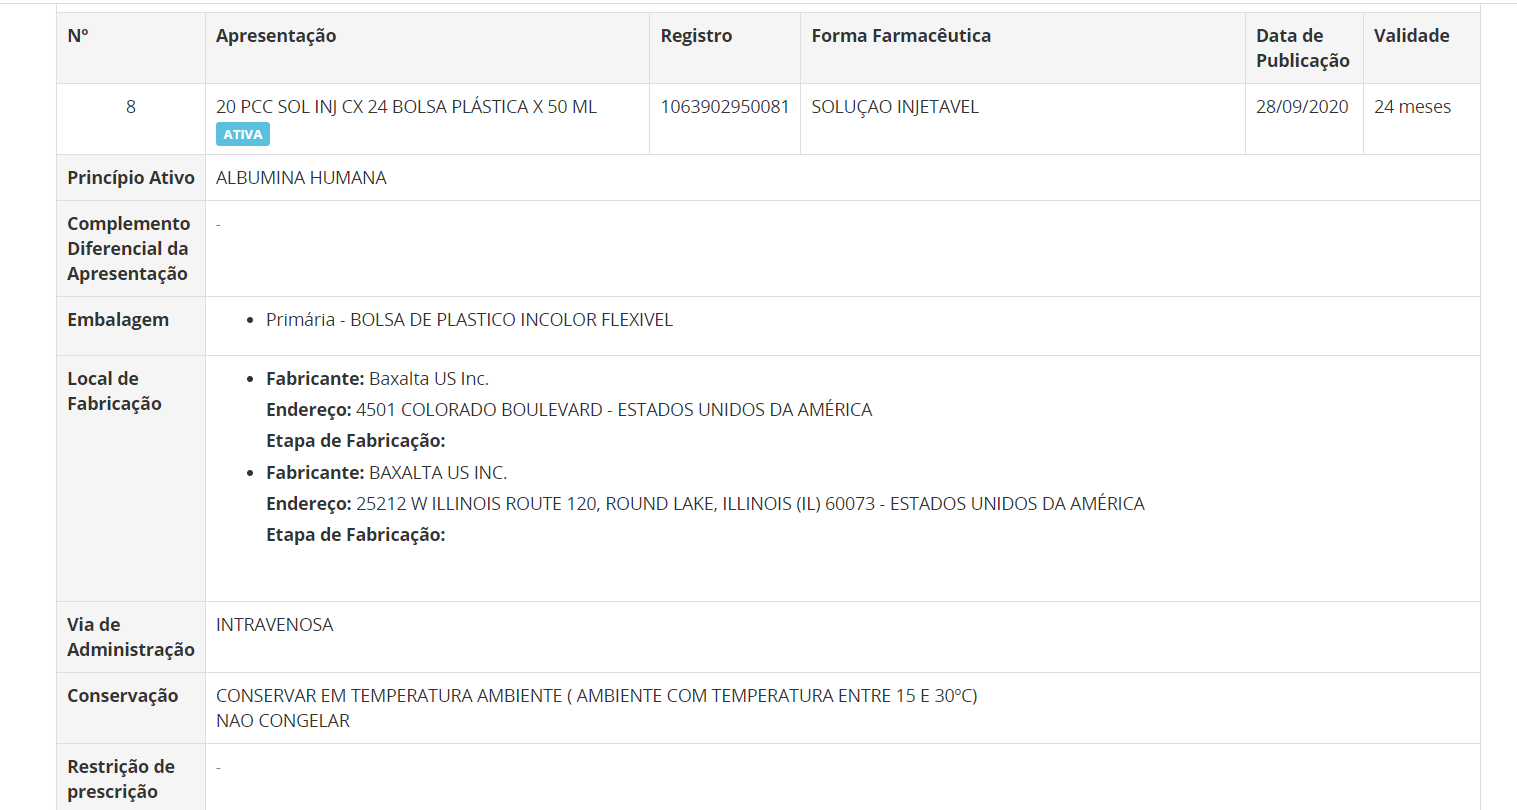 Nº Apresentação Registro Forma Farmacêutica Data de Publicação Validade
8 20 PCC SOL INJ CX 24 BOLSA PLÁSTICA X 50 ML 1063902950081 SOLUÇAO INJETAVEL 28/09/2020 24 meses
ATIVA
Princípio Ativo ALBUMINA HUMANA
Complemento Diferencial da Apresentação -
Embalagem Primária - BOLSA DE PLASTICO INCOLOR FLEXIVEL
Local de Fabricação
Fabricante: Baxalta US Inc.
Endereço: 4501 COLORADO BOULEVARD - ESTADOS UNIDOS DA AMÉRICA
Etapa de Fabricação:
Fabricante: BAXALTA US INC.
Endereço: 25212 W ILLINOIS ROUTE 120, ROUND LAKE, ILLINOIS (IL) 60073 - ESTADOS UNIDOS DA AMÉRICA
Etapa de Fabricação:
Via de Administração INTRAVENOSA
Conservação CONSERVAR EM TEMPERATURA AMBIENTE ( AMBIENTE COM TEMPERATURA ENTRE 15 E 30ºC)
NAO CONGELAR
Restrição de prescrição -